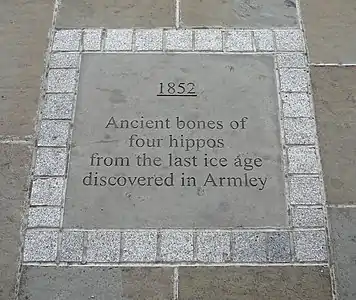 1852
Ancient bones of
four hippos
from the last ice age
discovered in Armley